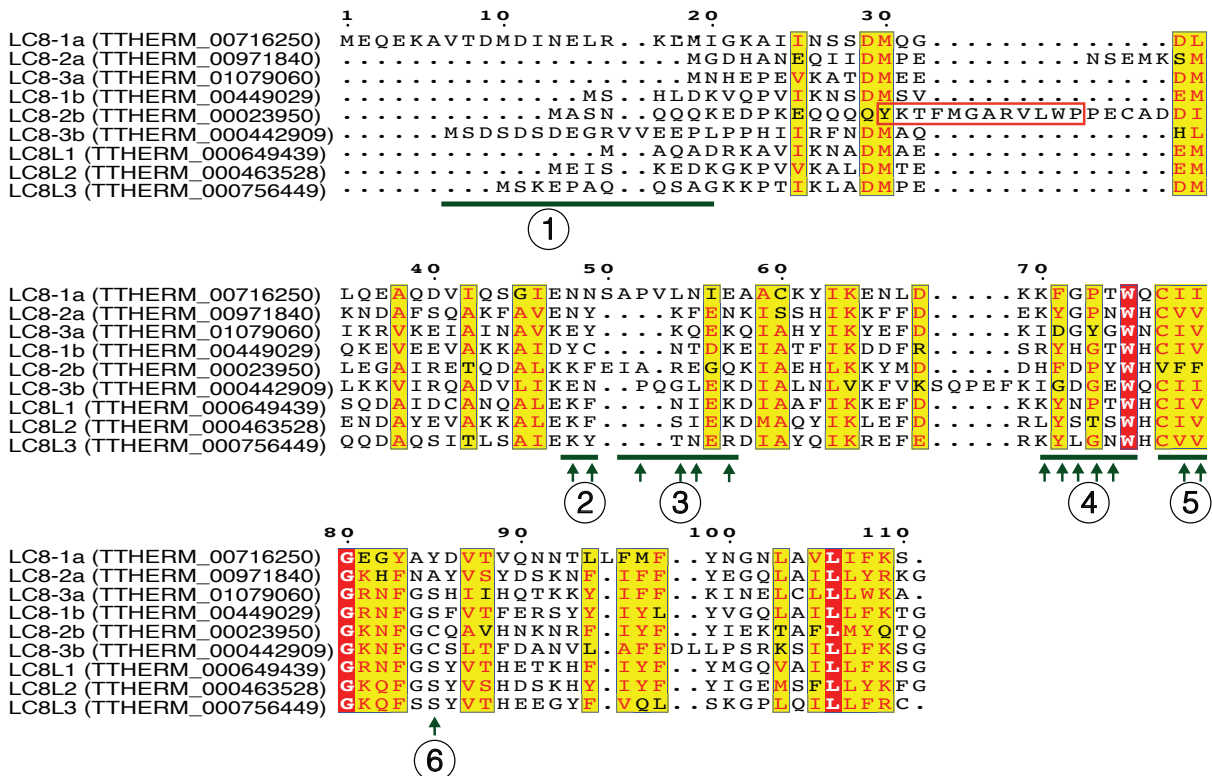 1 10 20 30
LC8-1a (TTHERM_00716250) MEQEKAVTDMDINELR..KLMIGKAIINSSDMQG..............DL
LC8-2a (TTHERM_00971840) ....................MGDHANEQIIDMPE.........NSEMKSM
LC8-3a (TTHERM_01079060) ....................MNHEPEVKATDMEE..............DM
LC8-1b (TTHERM_00449029) ..............MS..HLDKVQPVIKNSDMSV..............EM
LC8-2b (TTHERM_00023950) ............MASN..QQQKEDPKEQQQQYKTFMGARVLWPPECADDI
LC8-3b (TTHERM_000442909) ......MSDSDSDEGRVVEEPLPPHIIRFNDMAQ..............HL
LC8L1 (TTHERM_000649439) ...............M..AQADRKAVIKNADMAE..............EM
LC8L2 (TTHERM_000463528) ............MEIS..KEDKGKPVVKALDMTE..............EM
LC8L3 (TTHERM_000756449) .........MSKEPAQ..QSAGKKPTIKLADMPE..............DM
1
40 50 60 70
LC8-1a (TTHERM_00716250) LQEAQDVIQSGIENNSAPVLNIEAACKYIKENLD.....KKFGPTWQCII
LC8-2a (TTHERM_00971840) KNDAFSQAKFAVENY....KFENKISSHIKKFFD.....EKYGPNWHCVV
LC8-3a (TTHERM_01079060) IKRVKEIAINAVKEY....KQEKQIAHYIKYEFD.....KIDGYGWNCIV
LC8-1b (TTHERM_00449029) QKEVEEVAKKAIDYC....NTDKEIATFIKDDFR.....SRYHGTWHCIV
LC8-2b (TTHERM_00023950) LEGAIRETQDALKKFEIA.REGQKIAEHLKKYMD.....DHFDPYWHVFF
LC8-3b (TTHERM_000442909) LKKVIRQADVLIKEN..PQGLEKDIALNLVKFVKSQPEFKIGDGEWQCII
LC8L1 (TTHERM_000649439) SQDAIDCANQALEKF....NIEKDIAAFIKKEFD.....KKYNPTWHCIV
LC8L2 (TTHERM_000463528) ENDAYEVAKKALEKF....SIEKDMAQYIKLEFD.....RLYSTSWHCIV
LC8L3 (TTHERM_000756449) QQDAQSITLSAIEKY....TNERDIAYQIKREFE.....RKYLGNWHCVV
2 3 4 5
80 90 100 110
LC8-1a (TTHERM_00716250) GEGYAYDVTVQNNTLLFMF..YNGNLAVLIFKS.
LC8-2a (TTHERM_00971840) GKHFNAYVSYDSKNF.IFF..YEGQLAILLYRKG
LC8-3a (TTHERM_01079060) GRNFGSHIIHQTKKY.IFF..KINELCLLLWKA.
LC8-1b (TTHERM_00449029) GRNFGSFVTFERSYY.IYL..YVGQLAILLFKTG
LC8-2b (TTHERM_00023950) GKNFGCQAVHNKNRF.IYF..YIEKTAFLMYQTQ
LC8-3b (TTHERM_000442909) GKNFGCSLTFDANVL.AFFDLLPSRKSILLFKSG
LC8L1 (TTHERM_000649439) GRNFGSYVTHETKHF.IYF..YMGQVAILLFKSG
LC8L2 (TTHERM_000463528) GKQFGSYVSHDSKHY.IYF..YIGEMSFLLYKFG
LC8L3 (TTHERM_000756449) GKQFSSYVTHEEGYF.VQL..SKGPLQILLFRC.
6